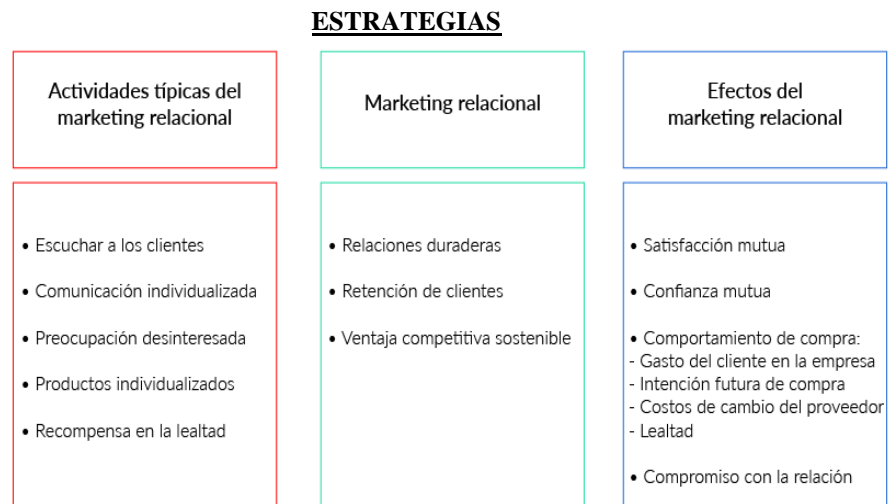 ESTRATEGIAS
Actividades típicas del
marketing relacional
• Escuchar a los clientes
• Comunicación individualizada
• Preocupación desinteresada
• Productos individualizados
• Recompensa en la lealtad
Marketing relacional
• Relaciones duraderas
• Retención de clientes
• Ventaja competitiva sostenible
Efectos del
marketing relacional
• Satisfacción mutua
• Confianza mutua
• Comportamiento de compra:
- Gasto del cliente en la empresa
- Intención futura de compra
- Costos de cambio del proveedor
- Lealtad
• Compromiso con la relación